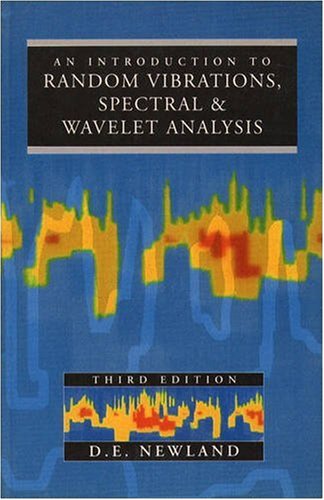 AN INTRODUCTION TO
RANDOM VIBRATIONS,
SPECTRAL &
WAVELET ANALYSIS
THIRD EDITION
D.E. NEWLAND